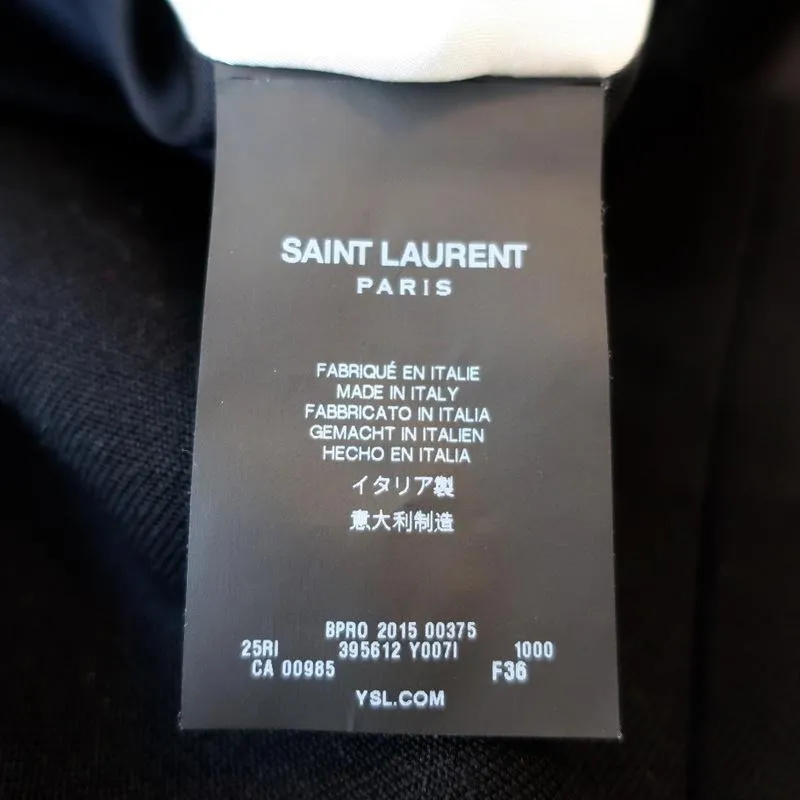 SAINT LAURENT
PARIS
FABRIQUÉ EN ITALIE
MADE IN ITALY
FABBRICATO IN ITALIA
GEMACHT IN ITALIEN
HECHO EN ITALIA
イタリア製
意大利制造
BPRO 2015 00375
25RI 395612 Y007I 1000
CA 00985 F36
YSL.COM